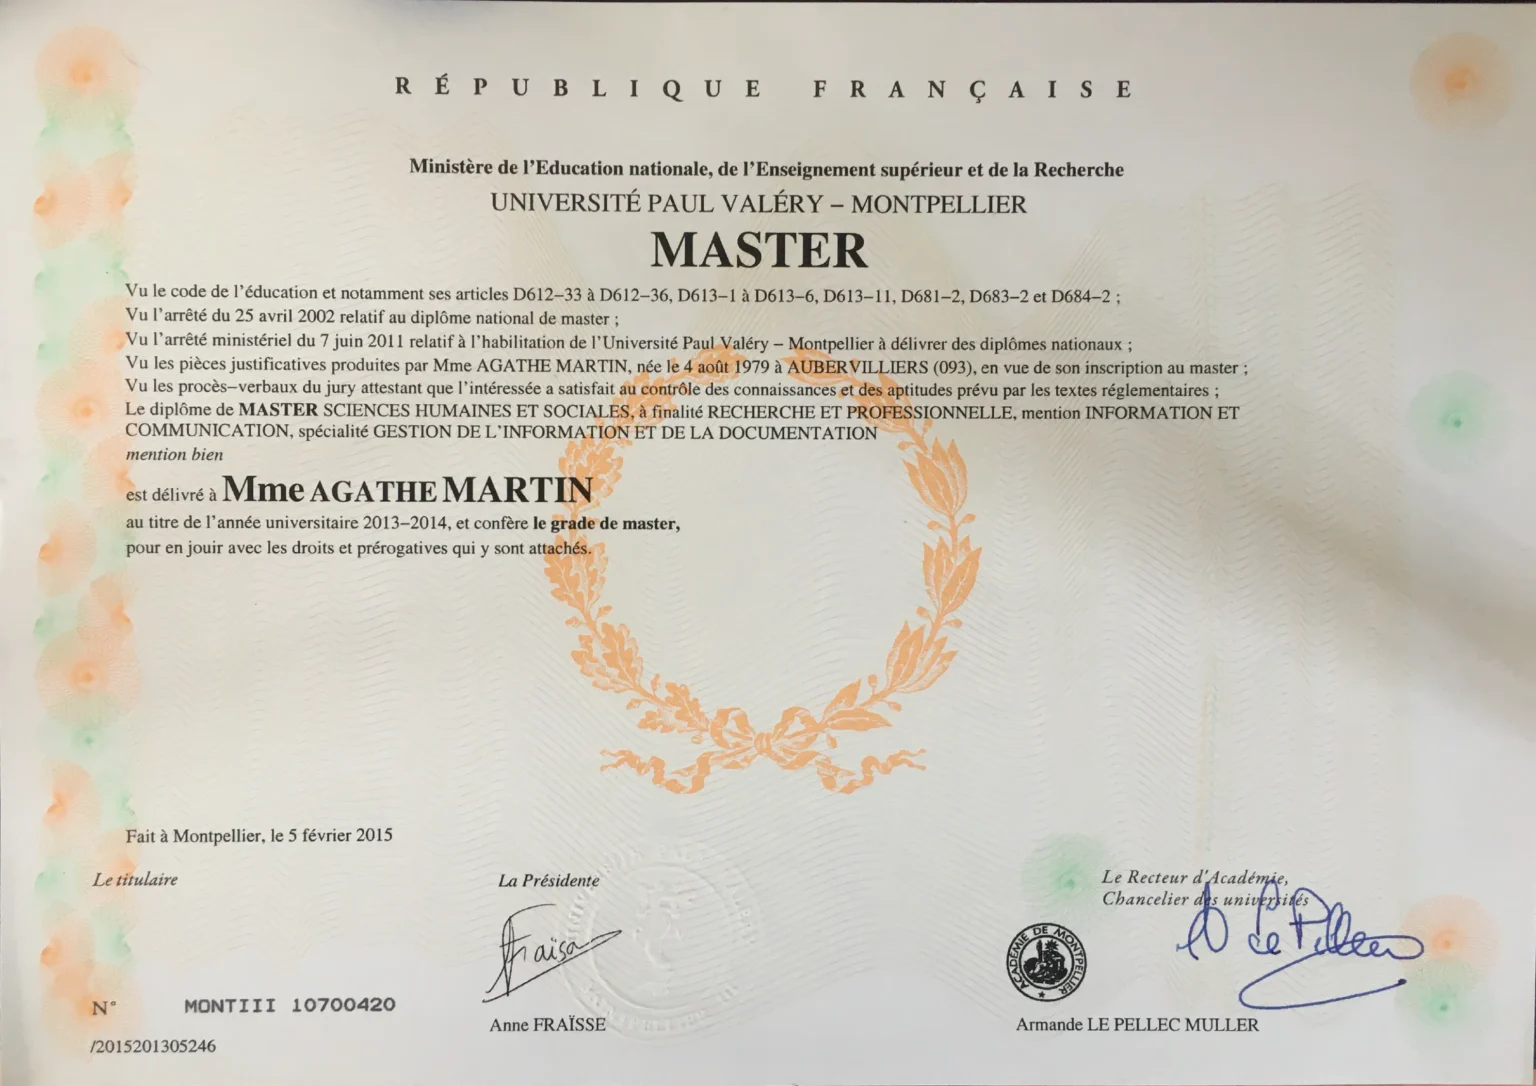 RÉPUBLIQUE FRANÇAISE
Ministère de l'Education nationale, de l'Enseignement supérieur et de la Recherche
UNIVERSITÉ PAUL VALÉRY – MONTPELLIER
MASTER
Vu le code de l'éducation et notamment ses articles D612–33 à D612–36, D613–1 à D613–6, D613–11, D681–2, D683–2 et D684–2 ;
Vu l'arrêté du 25 avril 2002 relatif au diplôme national de master ;
Vu l'arrêté ministériel du 7 juin 2011 relatif à l'habilitation de l'Université Paul Valéry – Montpellier à délivrer des diplômes nationaux ;
Vu les pièces justificatives produites par Mme AGATHE MARTIN, née le 4 août 1979 à AUBERVILLIERS (093), en vue de son inscription au master ;
Vu les procès–verbaux du jury attestant que l'intéressée a satisfait au contrôle des connaissances et des aptitudes prévu par les textes réglementaires ;
Le diplôme de MASTER SCIENCES HUMAINES ET SOCIALES, à finalité RECHERCHE ET PROFESSIONNELLE, mention INFORMATION ET
COMMUNICATION, spécialité GESTION DE L'INFORMATION ET DE LA DOCUMENTATION
mention bien
est délivré à Mme AGATHE MARTIN
au titre de l'année universitaire 2013–2014, et confère le grade de master,
pour en jouir avec les droits et prérogatives qui y sont attachés.
Fait à Montpellier, le 5 février 2015
Le titulaire
La Présidente
Le Recteur d'Académie,
Chancelier des universités
Fraïsse
Le Pellec
ACADÉMIE DE MONTPELLIER
N° MONTIII 10700420
Anne FRAÏSSE
Armande LE PELLEC MULLER
/2015201305246